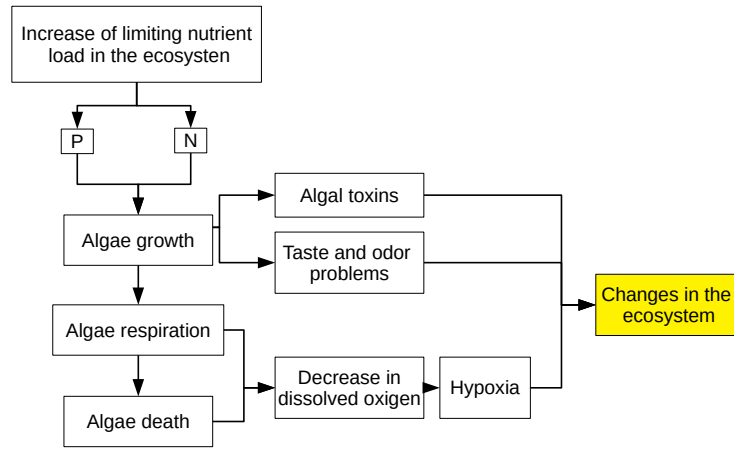 Increase of limiting nutrient
load in the ecosysten
P
N
Algae growth
Algal toxins
Taste and odor
problems
Changes in the
ecosystem
Algae respiration
Decrease in
dissolved oxigen
Hypoxia
Algae death